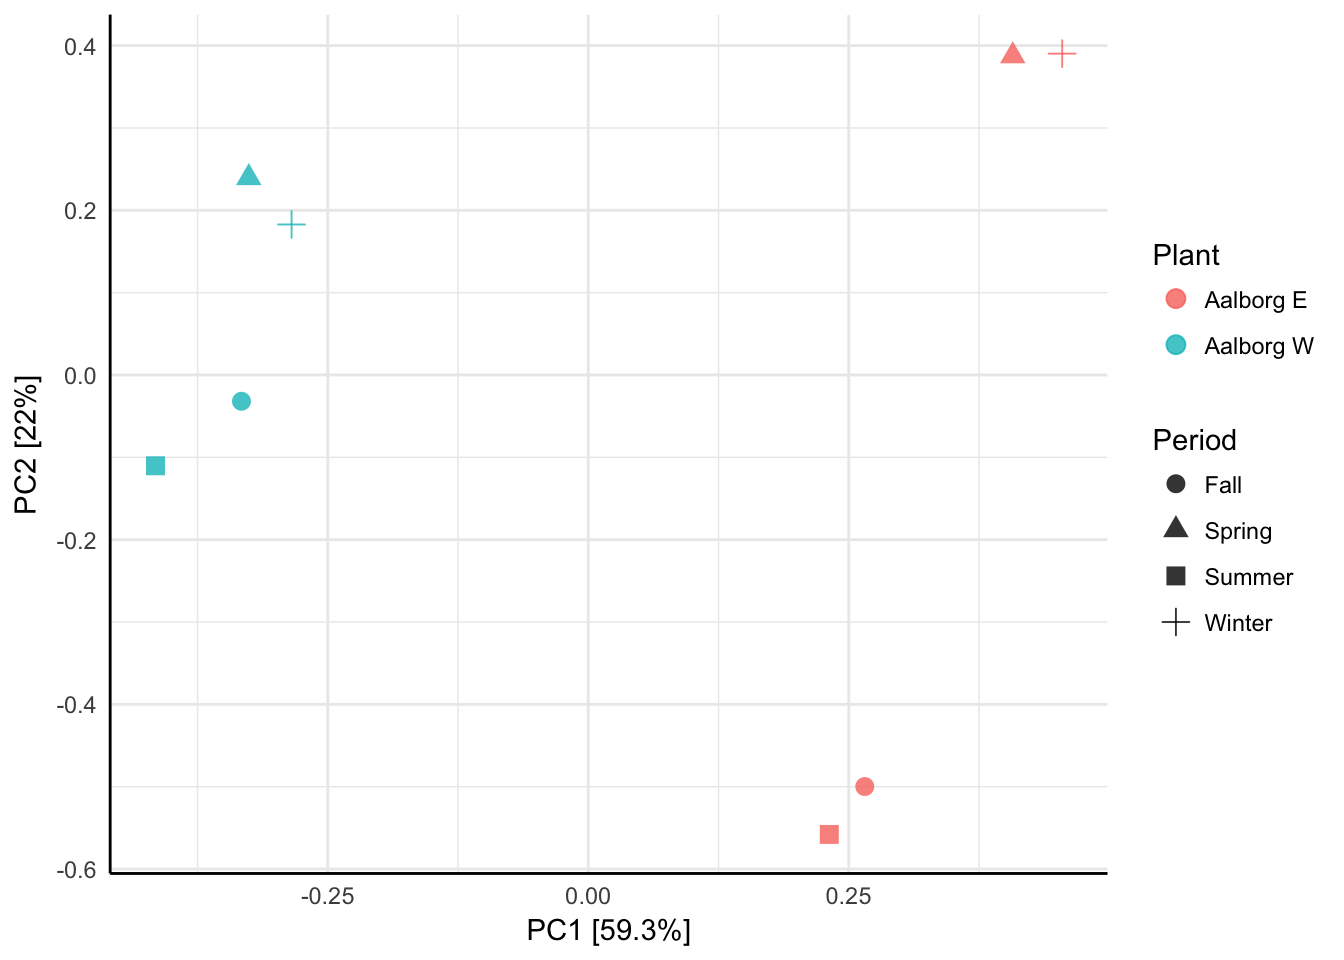 0.4
0.2
0.0
-0.2
-0.4
-0.6
PC2 [22%]
-0.25
0.00
0.25
PC1 [59.3%]
Plant
Aalborg E
Aalborg W
Period
Fall
Spring
Summer
Winter